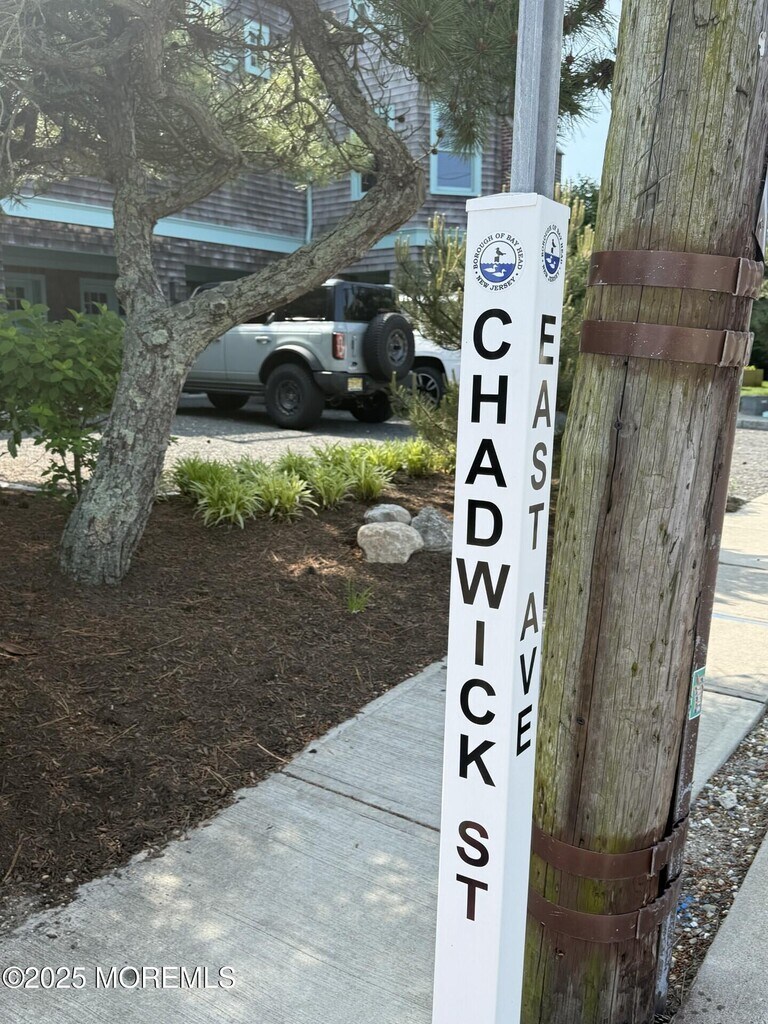 BOROUGH OF BAY HEAD
NEW JERSEY
CHADWICK ST
EAST AVE
©2025 MOREMLS